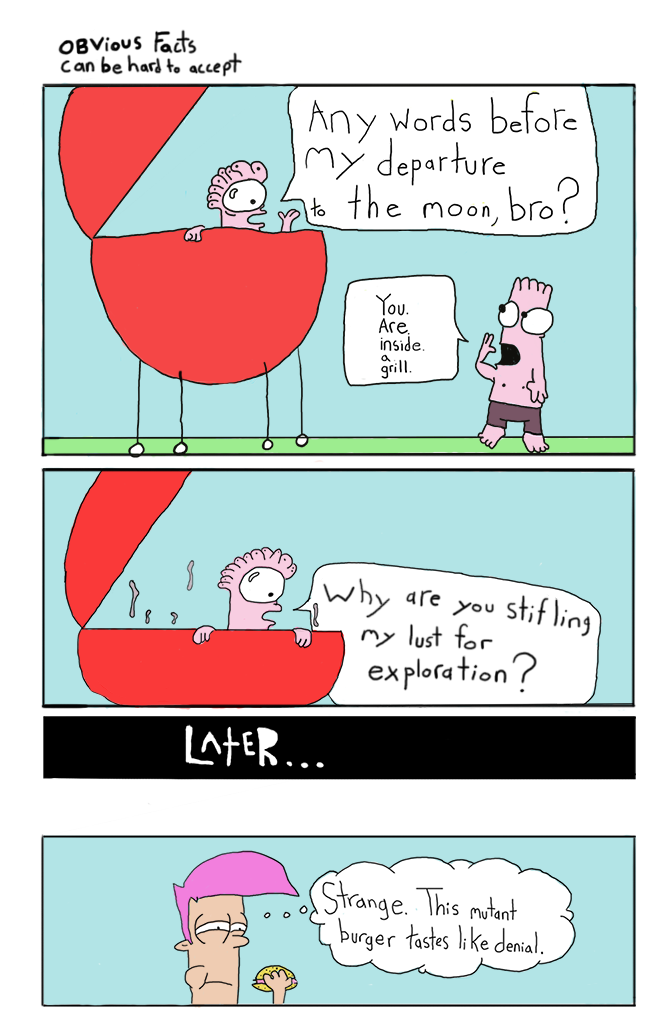 OBVious Facts
can be hard to accept
Any words before
my departure
to the moon, bro?
You.
Are
inside.
a
grill.
Why are you stifling
my lust for
exploration?
LATER...
Strange. This mutant
burger tastes like denial.